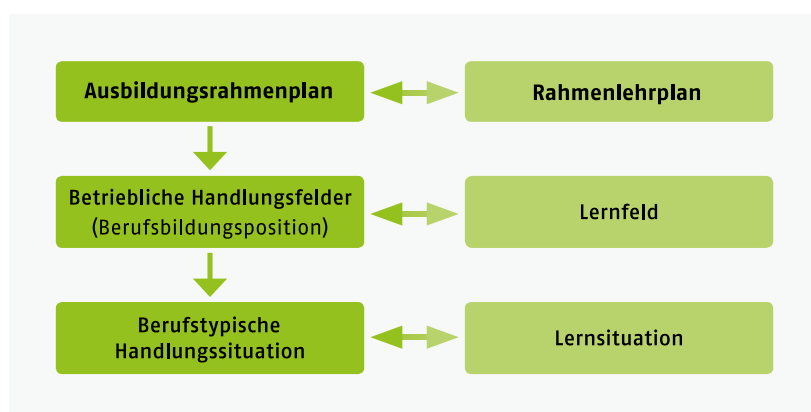 Ausbildungsrahmenplan
Rahmenlehrplan
Betriebliche Handlungsfelder
(Berufsbildungsposition)
Lernfeld
Berufstypische
Handlungssituation
Lernsituation